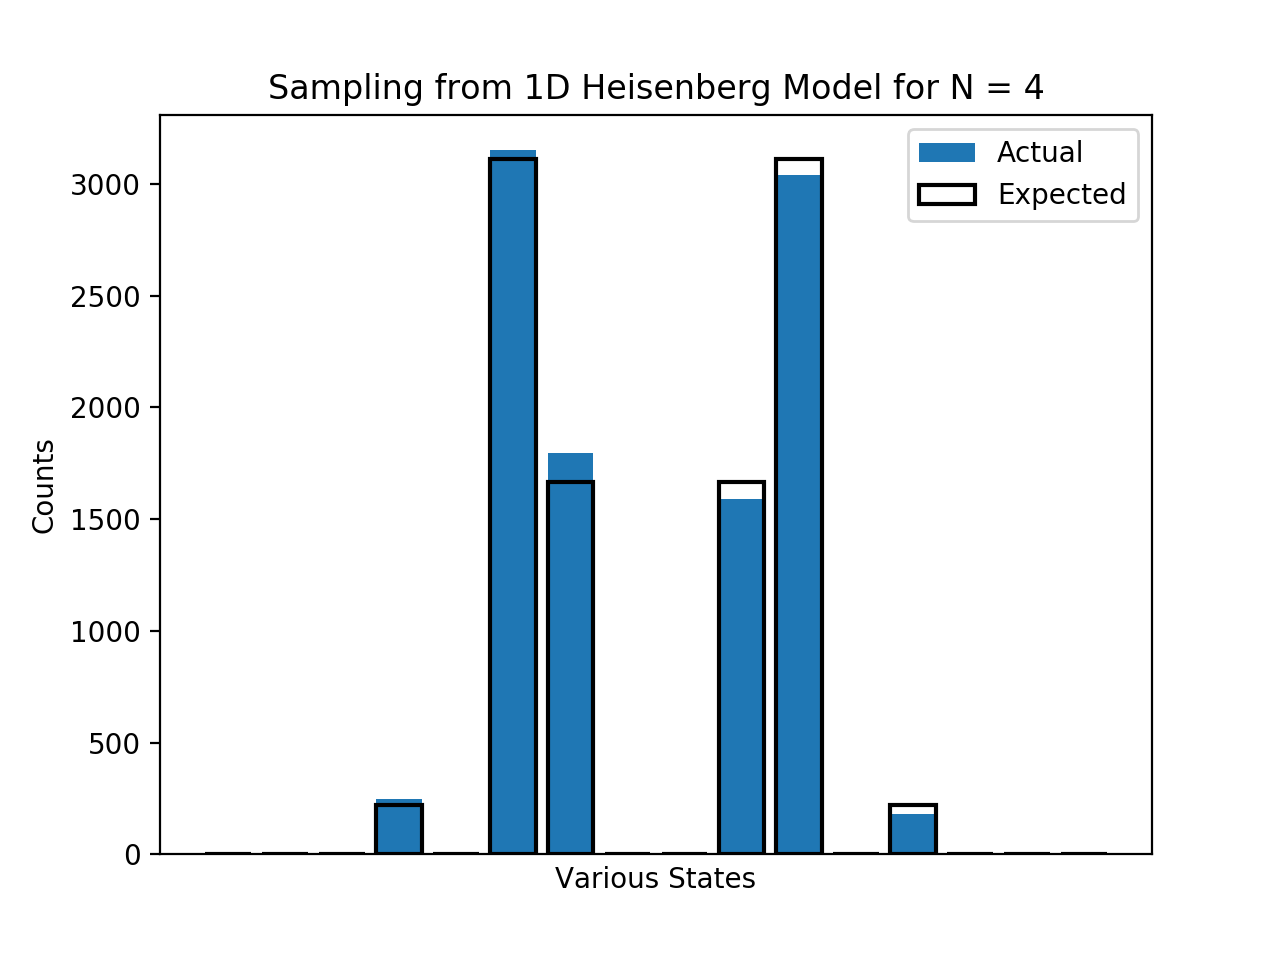 Sampling from 1D Heisenberg Model for N = 4
Actual
Expected
3000
2500
2000
1500
1000
500
0
Counts
Various States